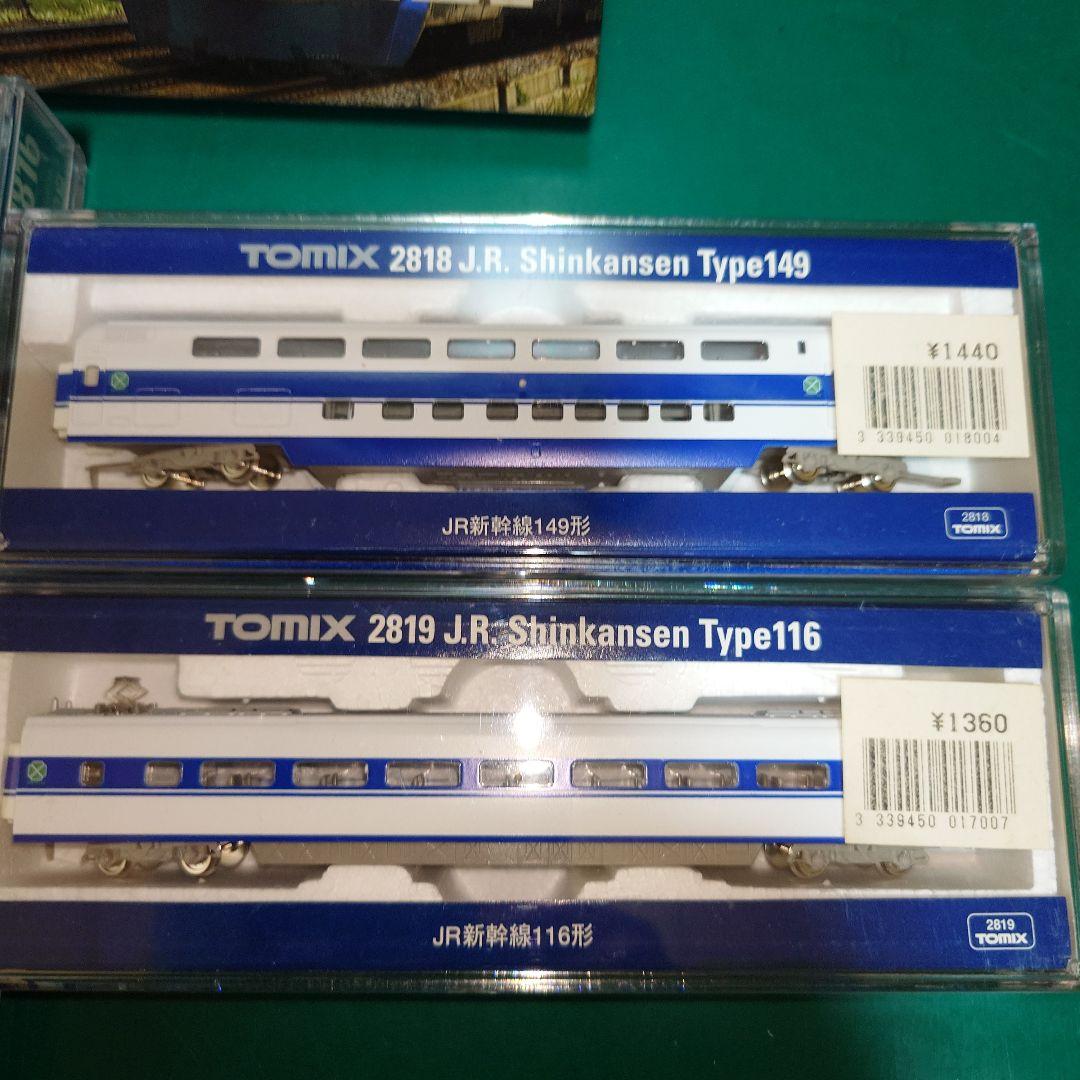 816
TOMIX 2818 J.R. Shinkansen Type149
¥1440
3 339450 018004
JR新幹線149形
2818
TOMIX
TOMIX 2819 J.R. Shinkansen Type116
¥1360
3 339450 017007
JR新幹線116形
2819
TOMIX